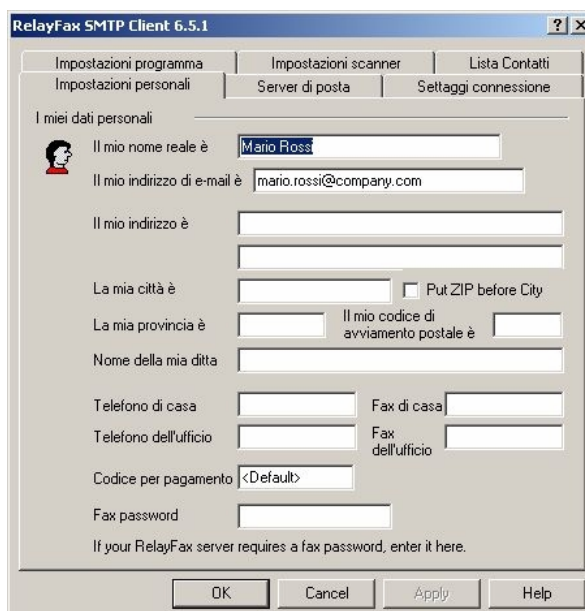 RelayFax SMTP Client 6.5.1
Impostazioni programma Impostazioni scanner Lista Contatti
Impostazioni personali Server di posta Settaggi connessione
I miei dati personali
Il mio nome reale è Mario Rossi
Il mio indirizzo di e-mail è mario.rossi@company.com
Il mio indirizzo è
La mia città è Put ZIP before City
La mia provincia è Il mio codice di
avviamento postale è
Nome della mia ditta
Telefono di casa Fax di casa
Telefono dell'ufficio Fax
dell'ufficio
Codice per pagamento <Default>
Fax password
If your RelayFax server requires a fax password, enter it here.
OK Cancel Apply Help